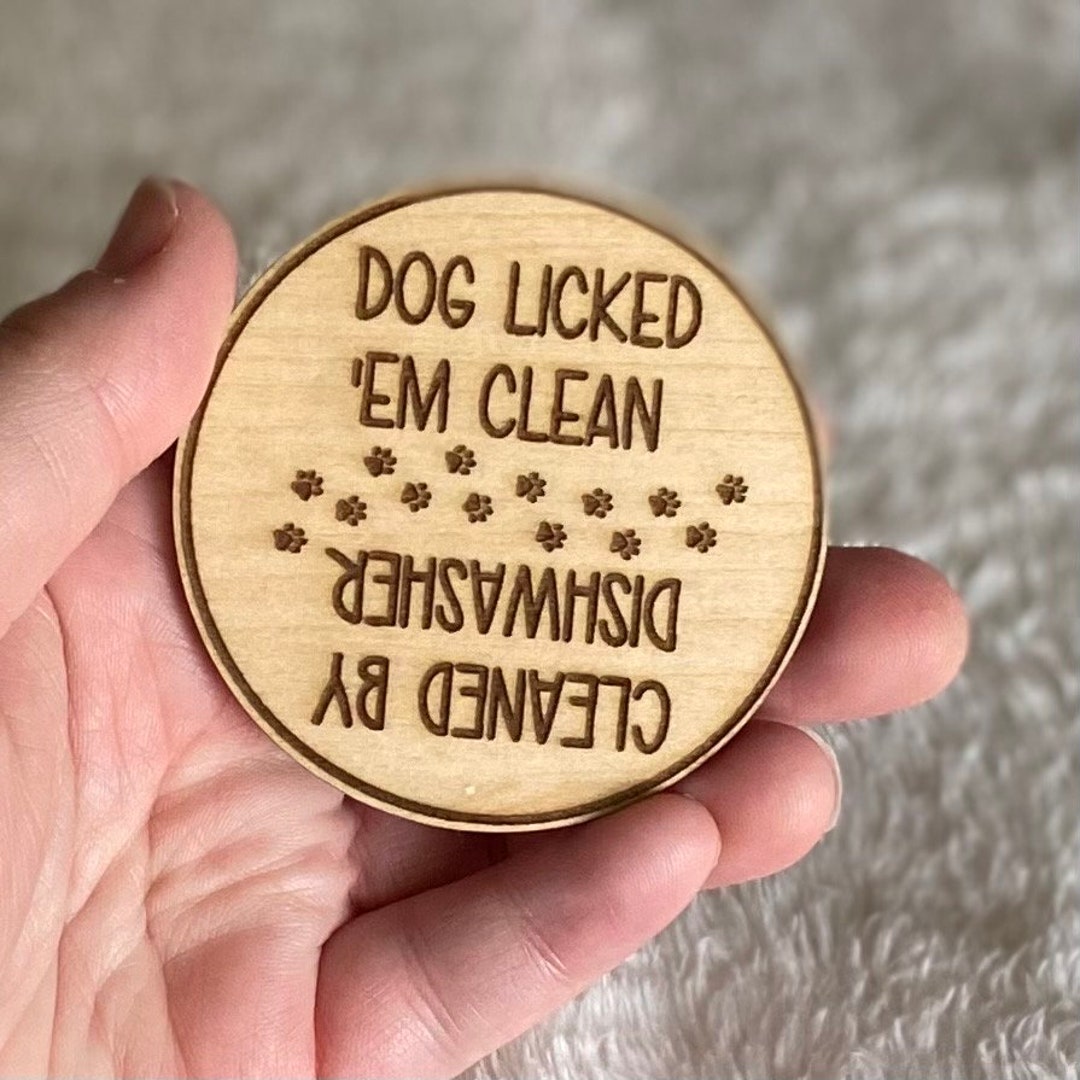 DOG LICKED
'EM CLEAN
CLEANED BY
DISHWASHER